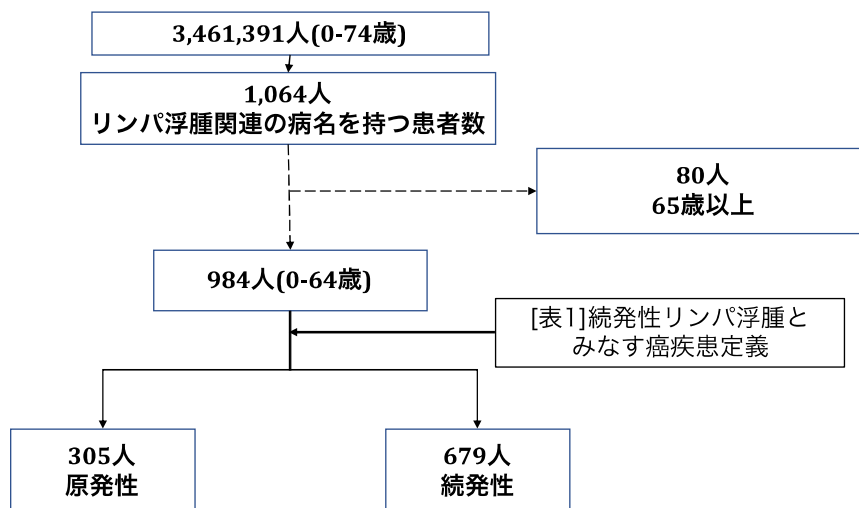 3,461,391人(0-74歳)
1,064人
リンパ浮腫関連の病名を持つ患者数
80人
65歳以上
984人(0-64歳)
[表1]続発性リンパ浮腫と
みなす癌疾患定義
305人
原発性
679人
続発性